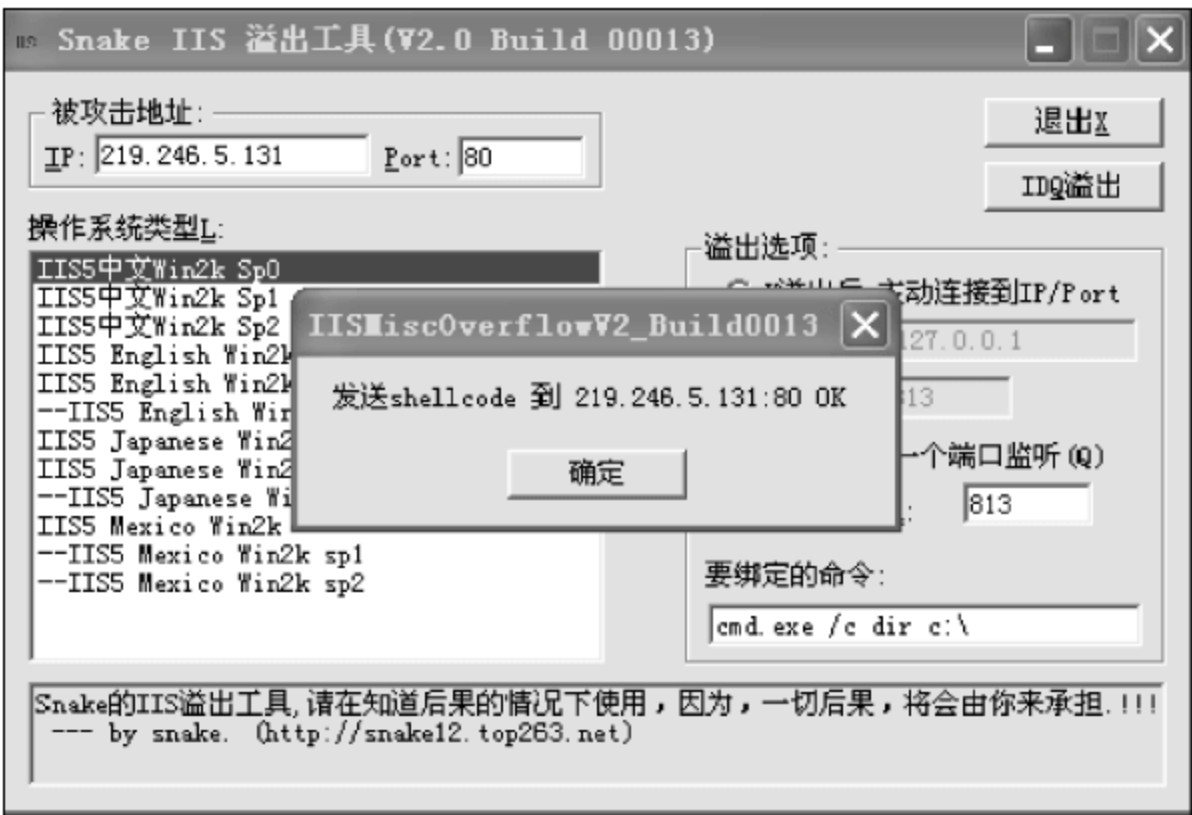 Snake IIS 溢出工具(V2.0 Build 00013)
被攻击地址:
IP: 219.246.5.131 Port: 80
退出X
IDQ溢出
操作系统类型L:
IIS5中文Win2k Sp0
IIS5中文Win2k Sp1
IIS5中文Win2k Sp2
IIS5 English Win2k
IIS5 English Win2k
--IIS5 English Win
IIS5 Japanese Win2
IIS5 Japanese Win2
--IIS5 Japanese Wi
IIS5 Mexico Win2k
--IIS5 Mexico Win2k sp1
--IIS5 Mexico Win2k sp2
溢出选项:
主动连接到IP/Port
127.0.0.1
813
一个端口监听(Q)
813
要绑定的命令:
cmd.exe /c dir c:\
IISMiscOverflowV2_Build0013
发送shellcode 到 219.246.5.131:80 OK
确定
Snake的IIS溢出工具,请在知道后果的情况下使用，因为，一切后果，将会由你来承担.!!!
--- by snake. (http://snake12.top263.net)